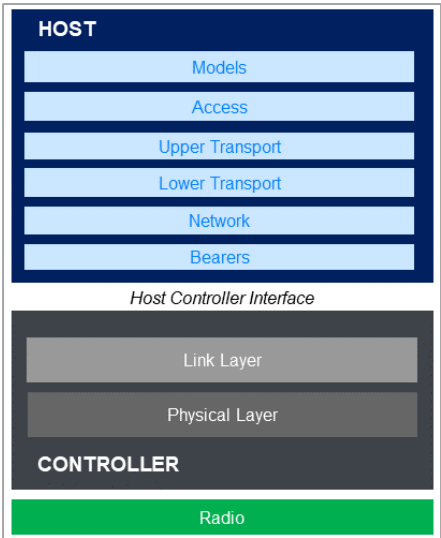 HOST
Models
Access
Upper Transport
Lower Transport
Network
Bearers
Host Controller Interface
Link Layer
Physical Layer
CONTROLLER
Radio